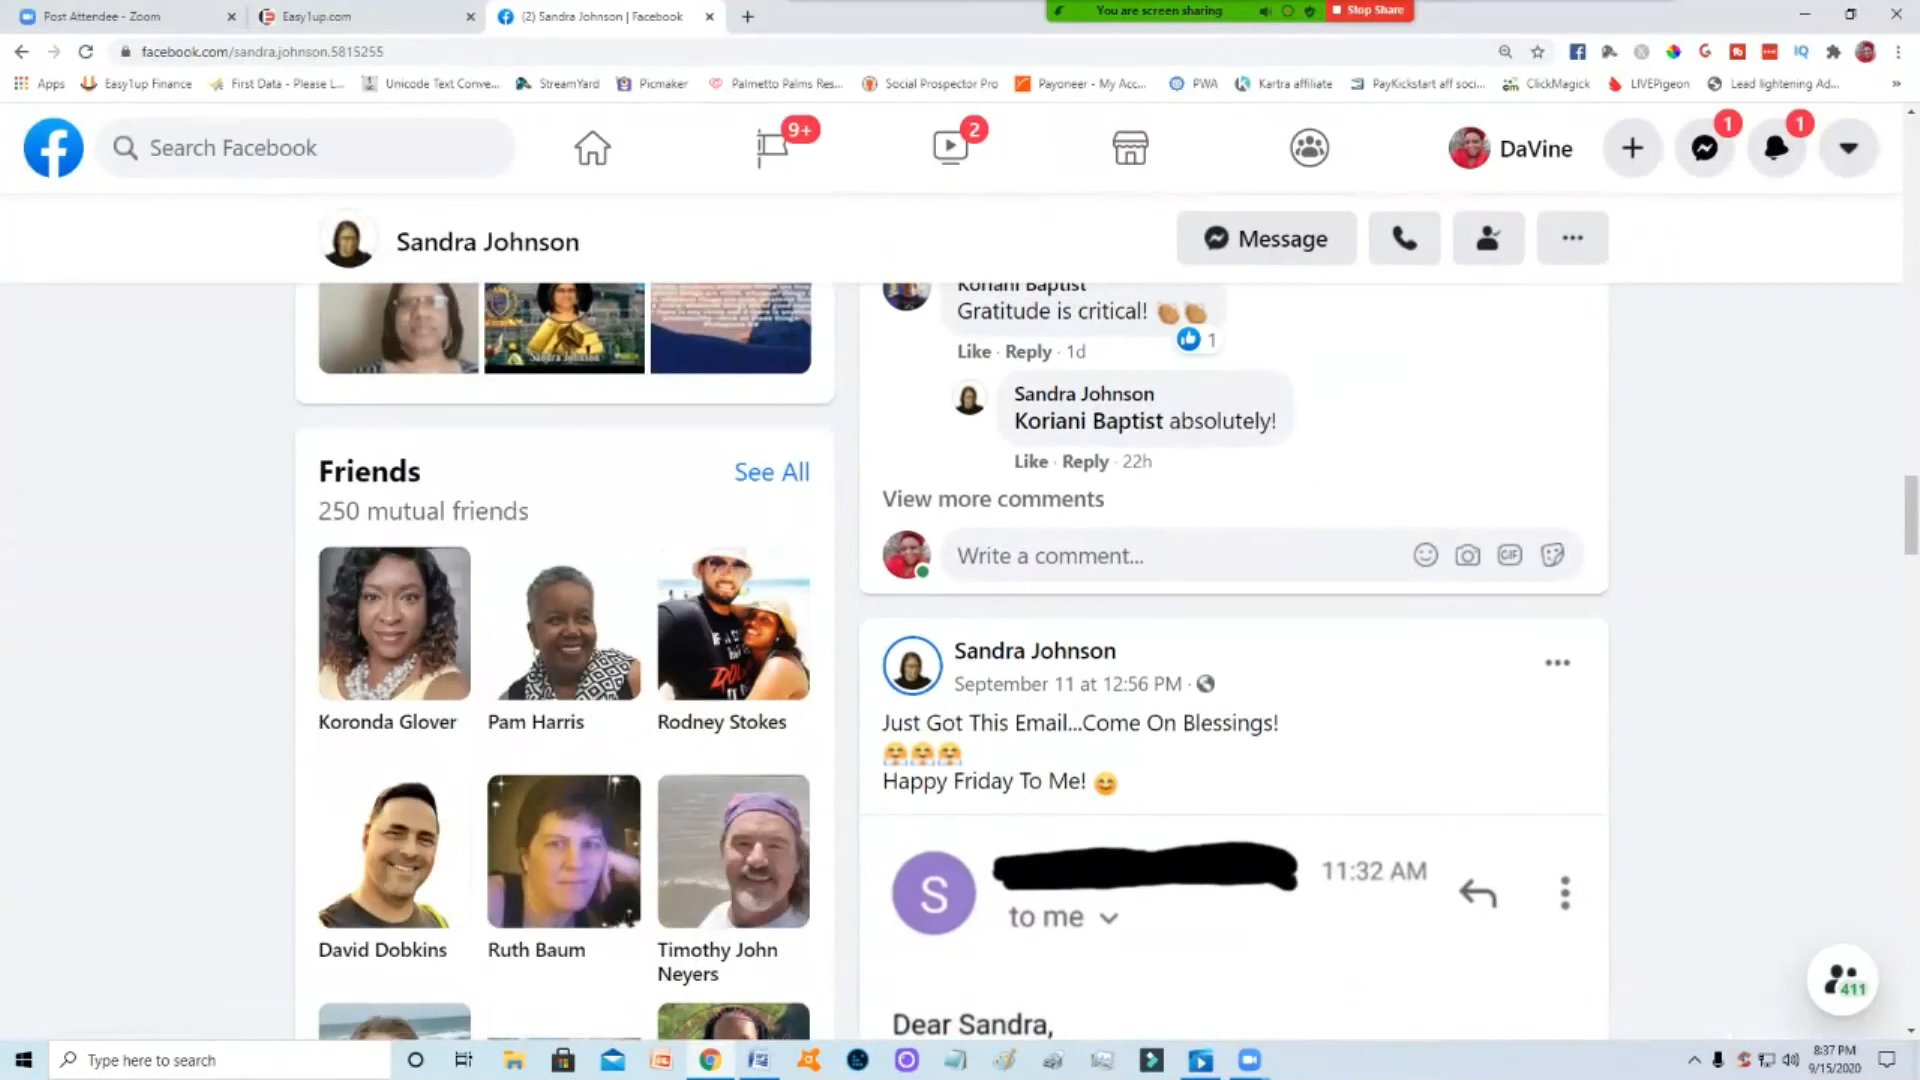 Post Attendee - Zoom
Easy1up.com
(2) Sandra Johnson | Facebook
You are screen sharing
Stop Share
facebook.com/sandra.johnson.5815255
Apps
Easy1up Finance
First Data - Please L...
Unicode Text Conve...
StreamYard
Picmaker
Palmetto Palms Res...
Social Prospector Pro
Payoneer - My Acc...
PWA
Kartra affiliate
PayKickstart aff soci...
ClickMagick
LIVEPigeon
Lead lightening Ad...
Search Facebook
9+
2
DaVine
1
1
Sandra Johnson
Message
Sandra Johnson
Koriani Baptist
Gratitude is critical!
1
Like · Reply · 1d
Sandra Johnson
Koriani Baptist absolutely!
Like · Reply · 22h
View more comments
Write a comment...
GIF
Friends
See All
250 mutual friends
Koronda Glover
Pam Harris
Rodney Stokes
David Dobkins
Ruth Baum
Timothy John
Neyers
Sandra Johnson
September 11 at 12:56 PM ·
Just Got This Email...Come On Blessings!
Happy Friday To Me!
S
11:32 AM
to me
Dear Sandra,
411
Type here to search
8:37 PM
9/15/2020